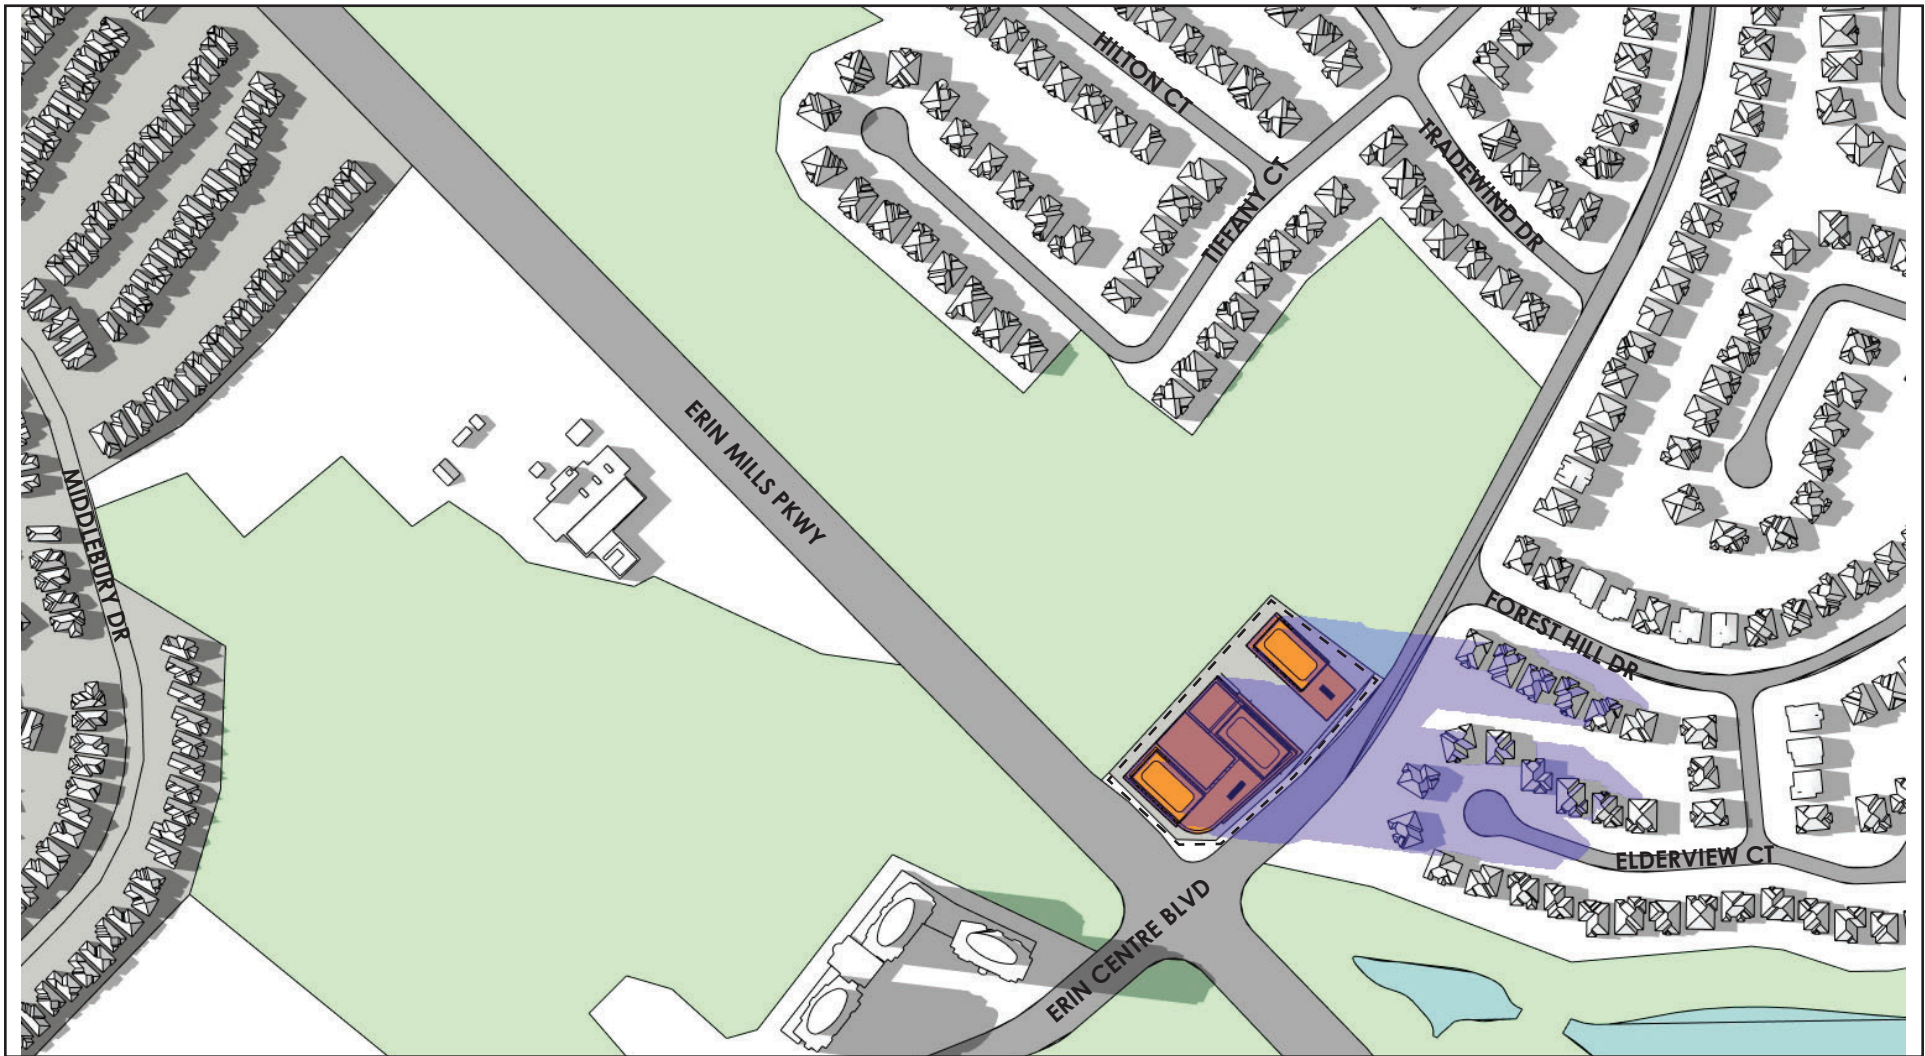 HILTON CT
TRADEWIND DR
TIFFANY CT
ERIN MILLS PKWY
MIDDLEBURY DR
FOREST HILL DR
ELDERVIEW CT
ERIN CENTRE BLVD